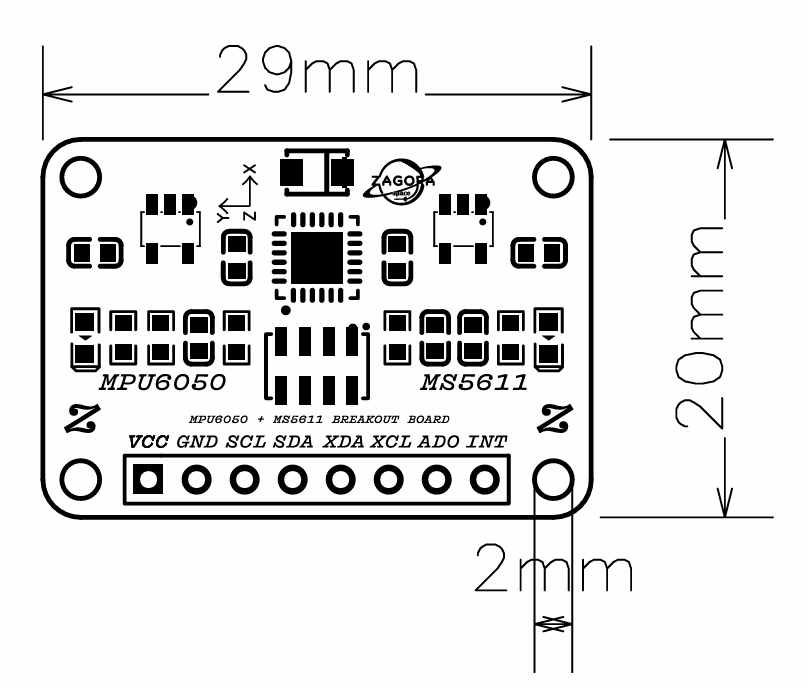 29mm
X
ZAGORA
space
Y
Z
20mm
MPU6050 MS5611
Z Z
MPU6050 + MS5611 BREAKOUT BOARD
VCC GND SCL SDA XDA XCL ADO INT
2mm